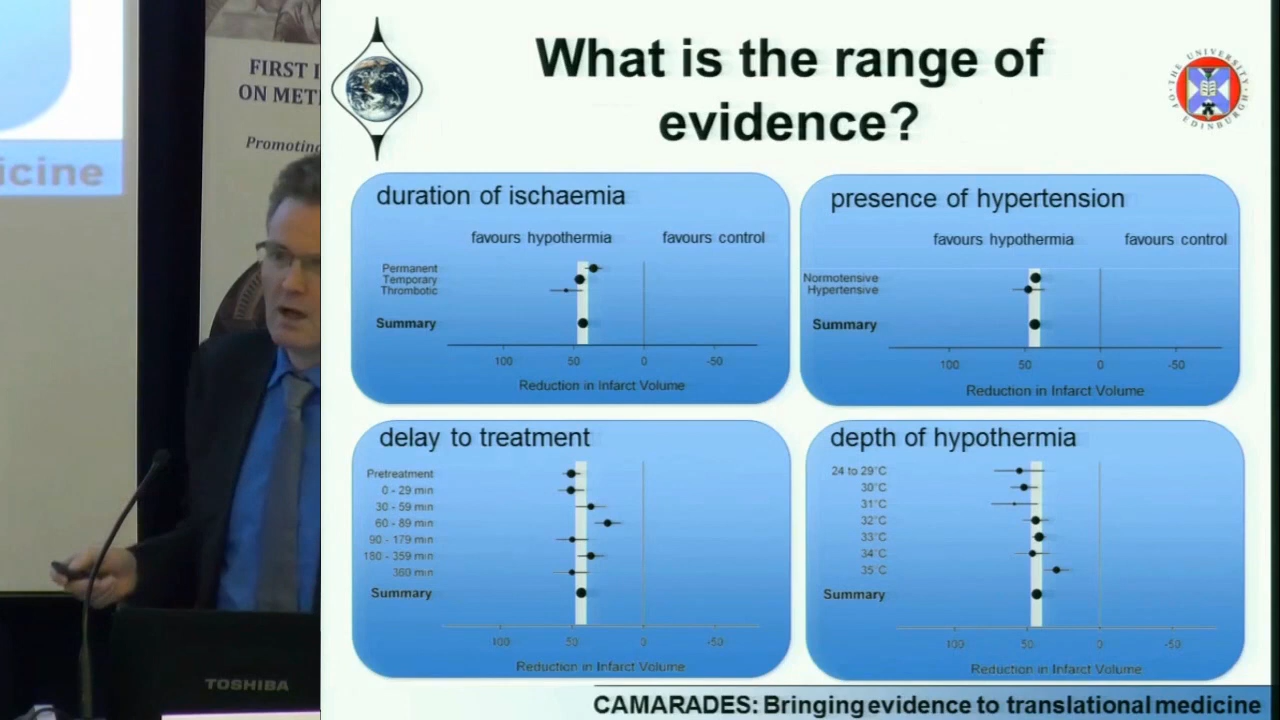 icine
FIRST I
ON MET
Promoting
TOSHIBA
What is the range of
evidence?
THE UNIVERSITY OF EDINBURGH
duration of ischaemia
favours hypothermia favours control
Permanent
Temporary
Thrombotic
Summary
100 50 0 -50
Reduction in Infarct Volume
presence of hypertension
favours hypothermia favours control
Normotensive
Hypertensive
Summary
100 50 0 -50
Reduction in Infarct Volume
delay to treatment
Pretreatment
0 - 29 min
30 - 59 min
60 - 89 min
90 - 179 min
180 - 359 min
360 min
Summary
100 50 0 -50
Reduction in Infarct Volume
depth of hypothermia
24 to 29°C
30°C
31°C
32°C
33°C
34°C
35°C
Summary
100 50 0 -50
Reduction in Infarct Volume
CAMARADES: Bringing evidence to translational medicine